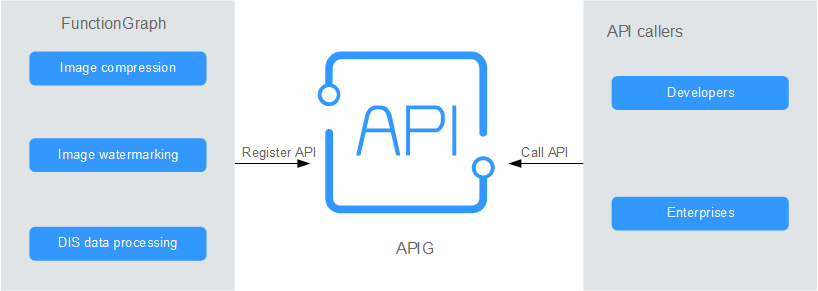 FunctionGraph
Image compression
Image watermarking
DIS data processing
Register API
API
APIG
Call API
API callers
Developers
Enterprises